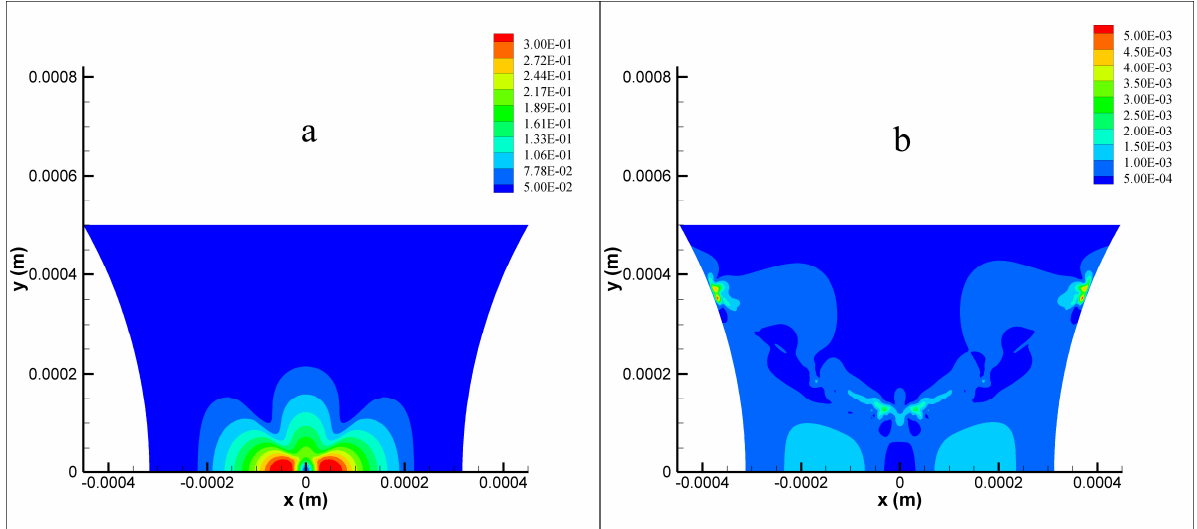 3.00E-01
2.72E-01
2.44E-01
2.17E-01
1.89E-01
1.61E-01
1.33E-01
1.06E-01
7.78E-02
5.00E-02
a
0.0008
0.0006
0.0004
0.0002
0
y (m)
-0.0004 -0.0002 0 0.0002 0.0004
x (m)
5.00E-03
4.50E-03
4.00E-03
3.50E-03
3.00E-03
2.50E-03
2.00E-03
1.50E-03
1.00E-03
5.00E-04
b
0.0008
0.0006
0.0004
0.0002
0
y (m)
-0.0004 -0.0002 0 0.0002 0.0004
x (m)